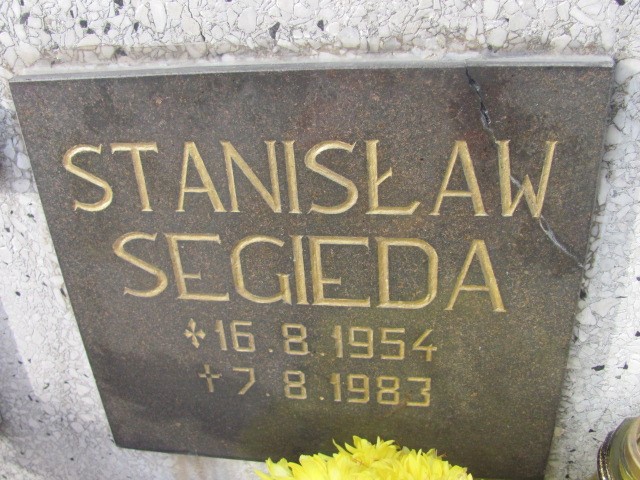 STANISŁAW
SEGIEDA
* 16.8.1954
† 7.8.1983